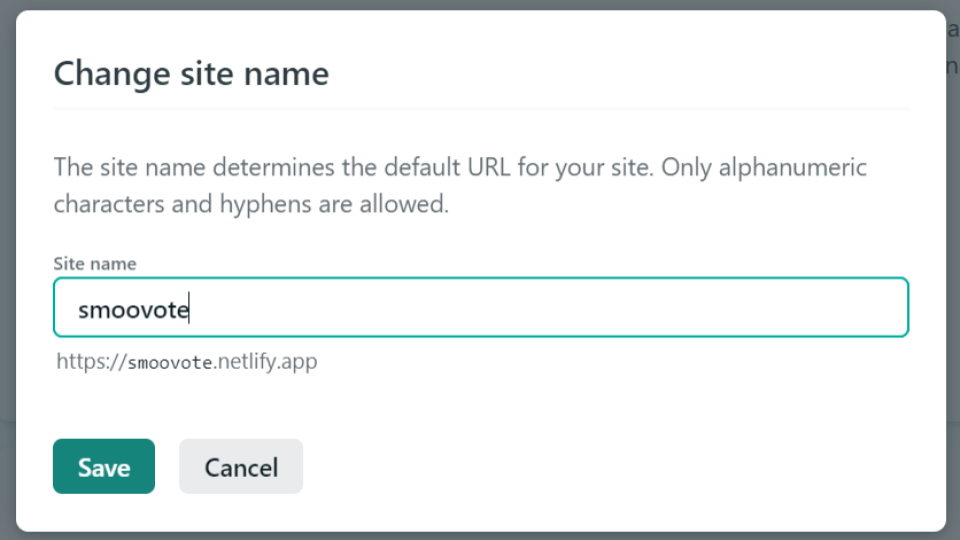 Change site name
The site name determines the default URL for your site. Only alphanumeric
characters and hyphens are allowed.
Site name
smoovote
https://smoovote.netlify.app
Save Cancel